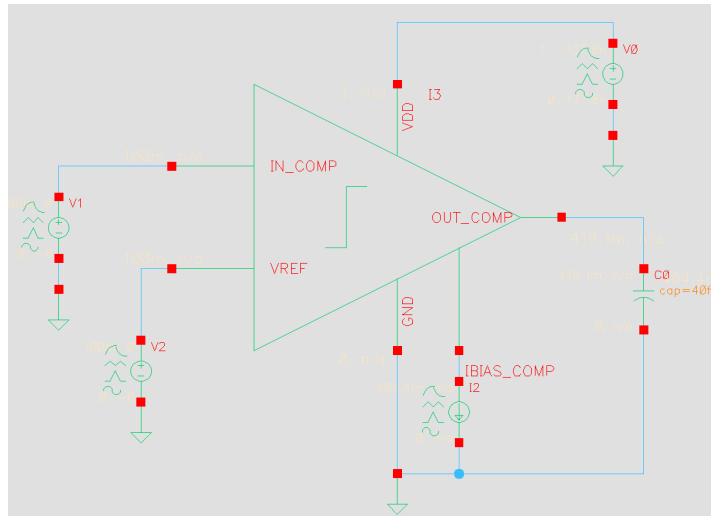 V0
I3
VDD
IN_COMP
V1
OUT_COMP
VREF
C0
cap=40f
GND
V2
IBIAS_COMP
I2